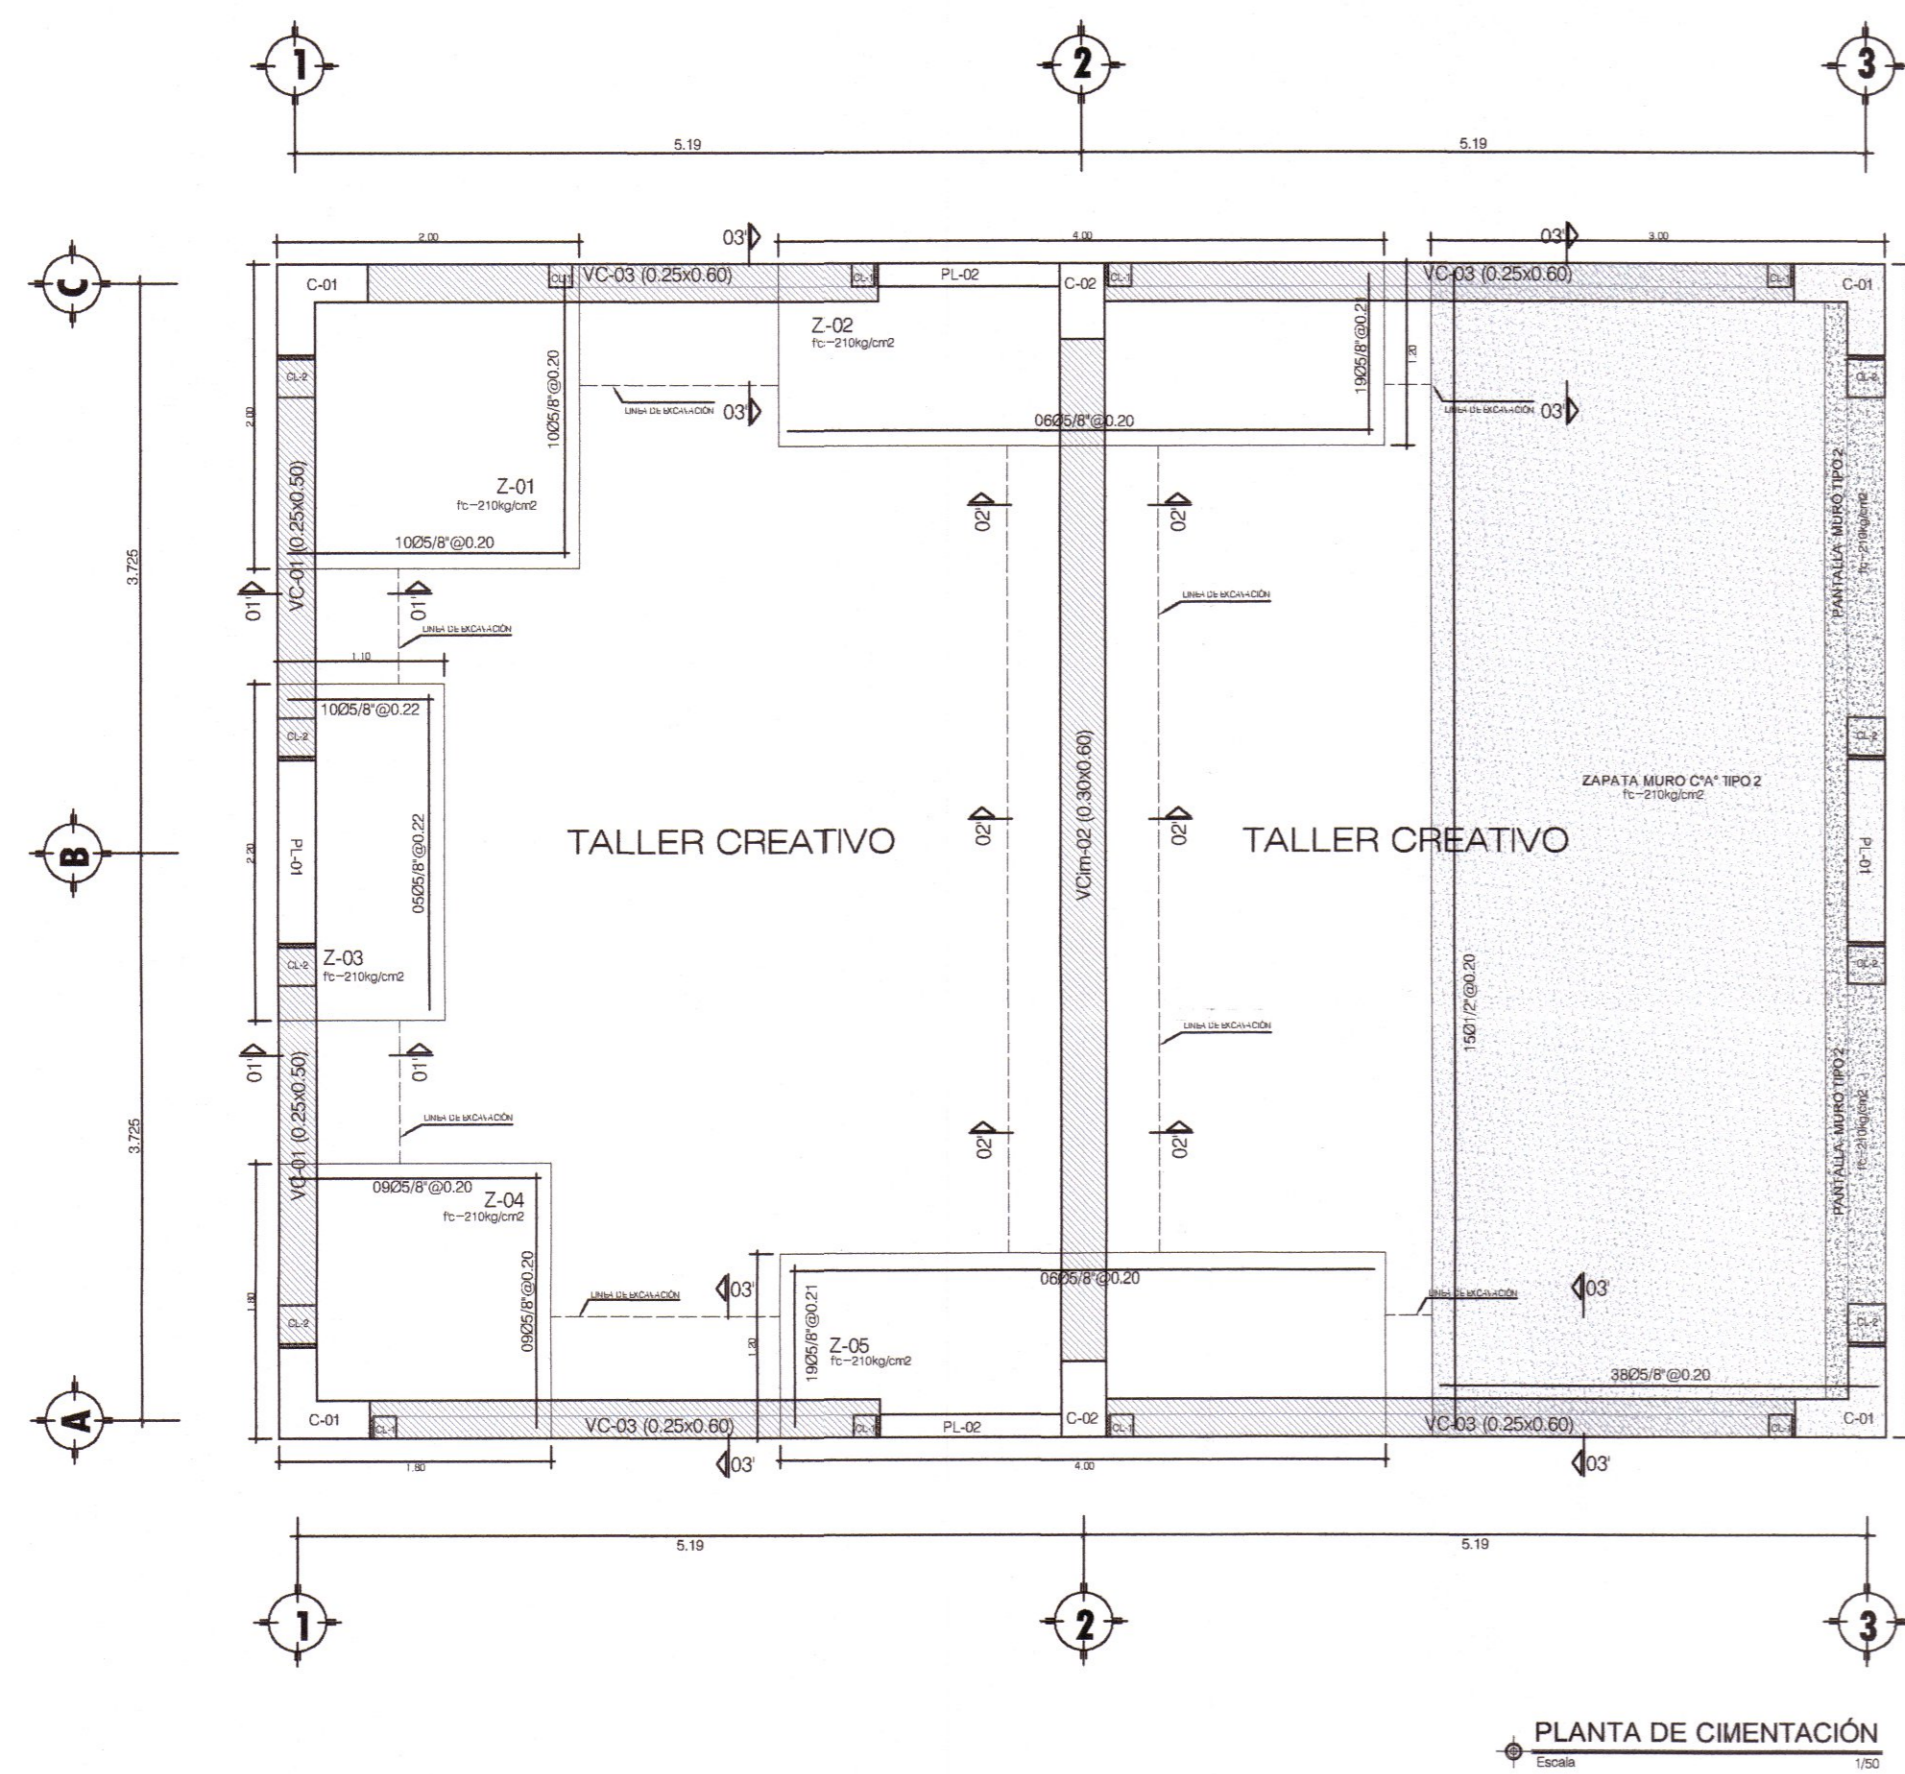 1
2
3
5.19
5.19
2.00
03'
4.00
03'
3.00
C
C-01
CL-1
VC-03 (0.25x0.60)
CL-1
PL-02
C-02
CL-1
VC-03 (0.25x0.60)
CL-1
C-01
Z-02
f'c=210kg/cm2
19Ø5/8"@0.21
1.20
10Ø5/8"@0.20
CL-2
CL-2
LINEA DE EXCAVACIÓN
03'
LINEA DE EXCAVACIÓN
03'
06Ø5/8"@0.20
2.00
Z-01
f'c=210kg/cm2
10Ø5/8"@0.20
VC-01 (0.25x0.50)
02'
02'
PANTALLA MURO TIPO 2
f'c=210kg/cm2
3.725
01'
01'
LINEA DE EXCAVACIÓN
LINEA DE EXCAVACIÓN
1.10
10Ø5/8"@0.22
CL-2
CL-2
VCim-02 (0.30x0.60)
ZAPATA MURO C°A° TIPO 2
f'c=210kg/cm2
B
2.20
PL-01
05Ø5/8"@0.22
TALLER CREATIVO
02'
02'
TALLER CREATIVO
PL-01
CL-2
Z-03
f'c=210kg/cm2
CL-2
15Ø1/2"@0.20
LINEA DE EXCAVACIÓN
01'
01'
VC-01 (0.25x0.50)
LINEA DE EXCAVACIÓN
02'
02'
PANTALLA MURO TIPO 2
f'c=210kg/cm2
3.725
09Ø5/8"@0.20
Z-04
f'c=210kg/cm2
1.80
09Ø5/8"@0.20
06Ø5/8"@0.20
03'
LINEA DE EXCAVACIÓN
03'
LINEA DE EXCAVACIÓN
CL-2
CL-2
1.20
19Ø5/8"@0.21
Z-05
f'c=210kg/cm2
38Ø5/8"@0.20
A
C-01
CL-1
VC-03 (0.25x0.60)
CL-1
PL-02
C-02
CL-1
VC-03 (0.25x0.60)
CL-1
C-01
1.80
03'
4.00
03'
5.19
5.19
1
2
3
PLANTA DE CIMENTACIÓN
Escala
1/50